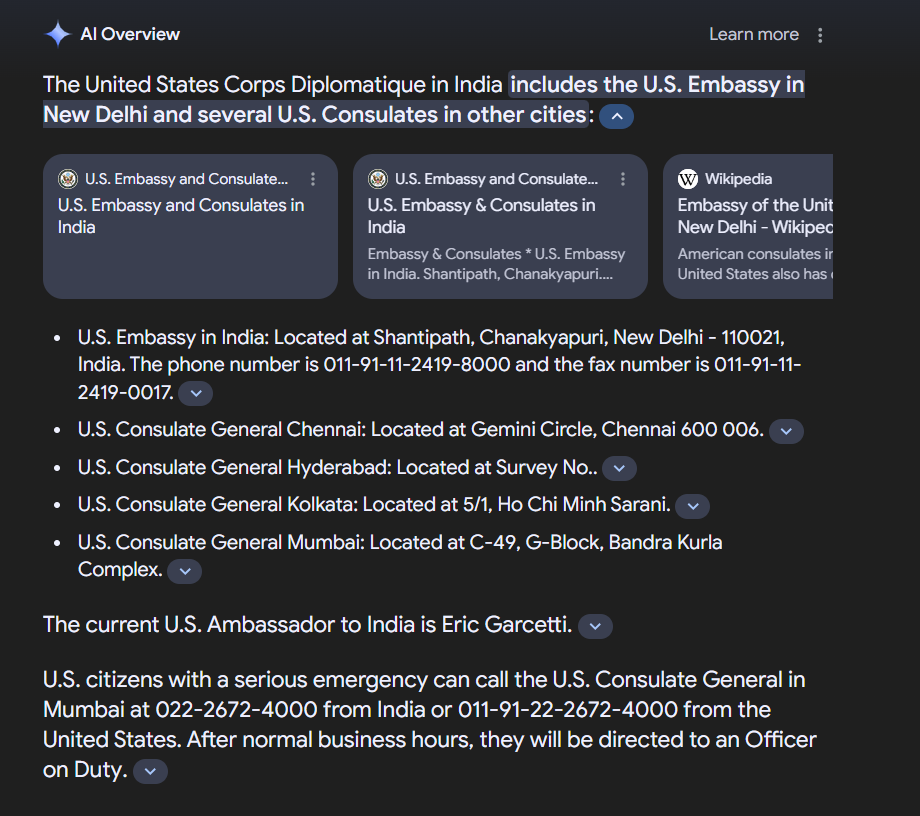 AI Overview
Learn more
The United States Corps Diplomatique in India includes the U.S. Embassy in
New Delhi and several U.S. Consulates in other cities:
U.S. Embassy and Consulate...
U.S. Embassy and Consulates in
India
U.S. Embassy and Consulate...
U.S. Embassy & Consulates in
India
Embassy & Consulates * U.S. Embassy
in India. Shantipath, Chanakyapuri....
W Wikipedia
Embassy of the Unit
New Delhi - Wikiped
American consulates in
United States also has
• U.S. Embassy in India: Located at Shantipath, Chanakyapuri, New Delhi - 110021,
India. The phone number is 011-91-11-2419-8000 and the fax number is 011-91-11-
2419-0017.
• U.S. Consulate General Chennai: Located at Gemini Circle, Chennai 600 006.
• U.S. Consulate General Hyderabad: Located at Survey No..
• U.S. Consulate General Kolkata: Located at 5/1, Ho Chi Minh Sarani.
• U.S. Consulate General Mumbai: Located at C-49, G-Block, Bandra Kurla
Complex.
The current U.S. Ambassador to India is Eric Garcetti.
U.S. citizens with a serious emergency can call the U.S. Consulate General in
Mumbai at 022-2672-4000 from India or 011-91-22-2672-4000 from the
United States. After normal business hours, they will be directed to an Officer
on Duty.